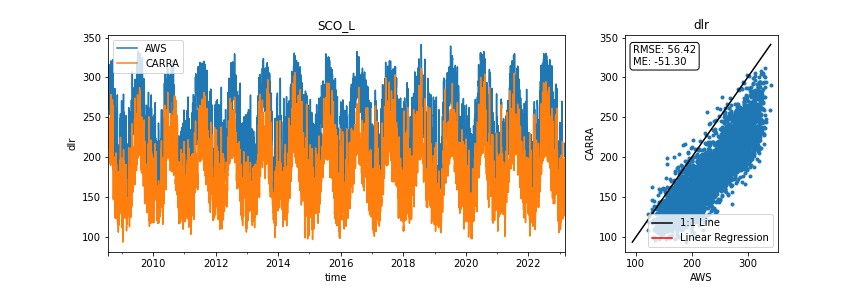 SCO_L
dlr
350
300
250
200
150
100
dlr
AWS
CARRA
2010
2012
2014
2016
2018
2020
2022
time
350
300
250
200
150
100
CARRA
RMSE: 56.42
ME: -51.30
1:1 Line
Linear Regression
100
200
300
AWS